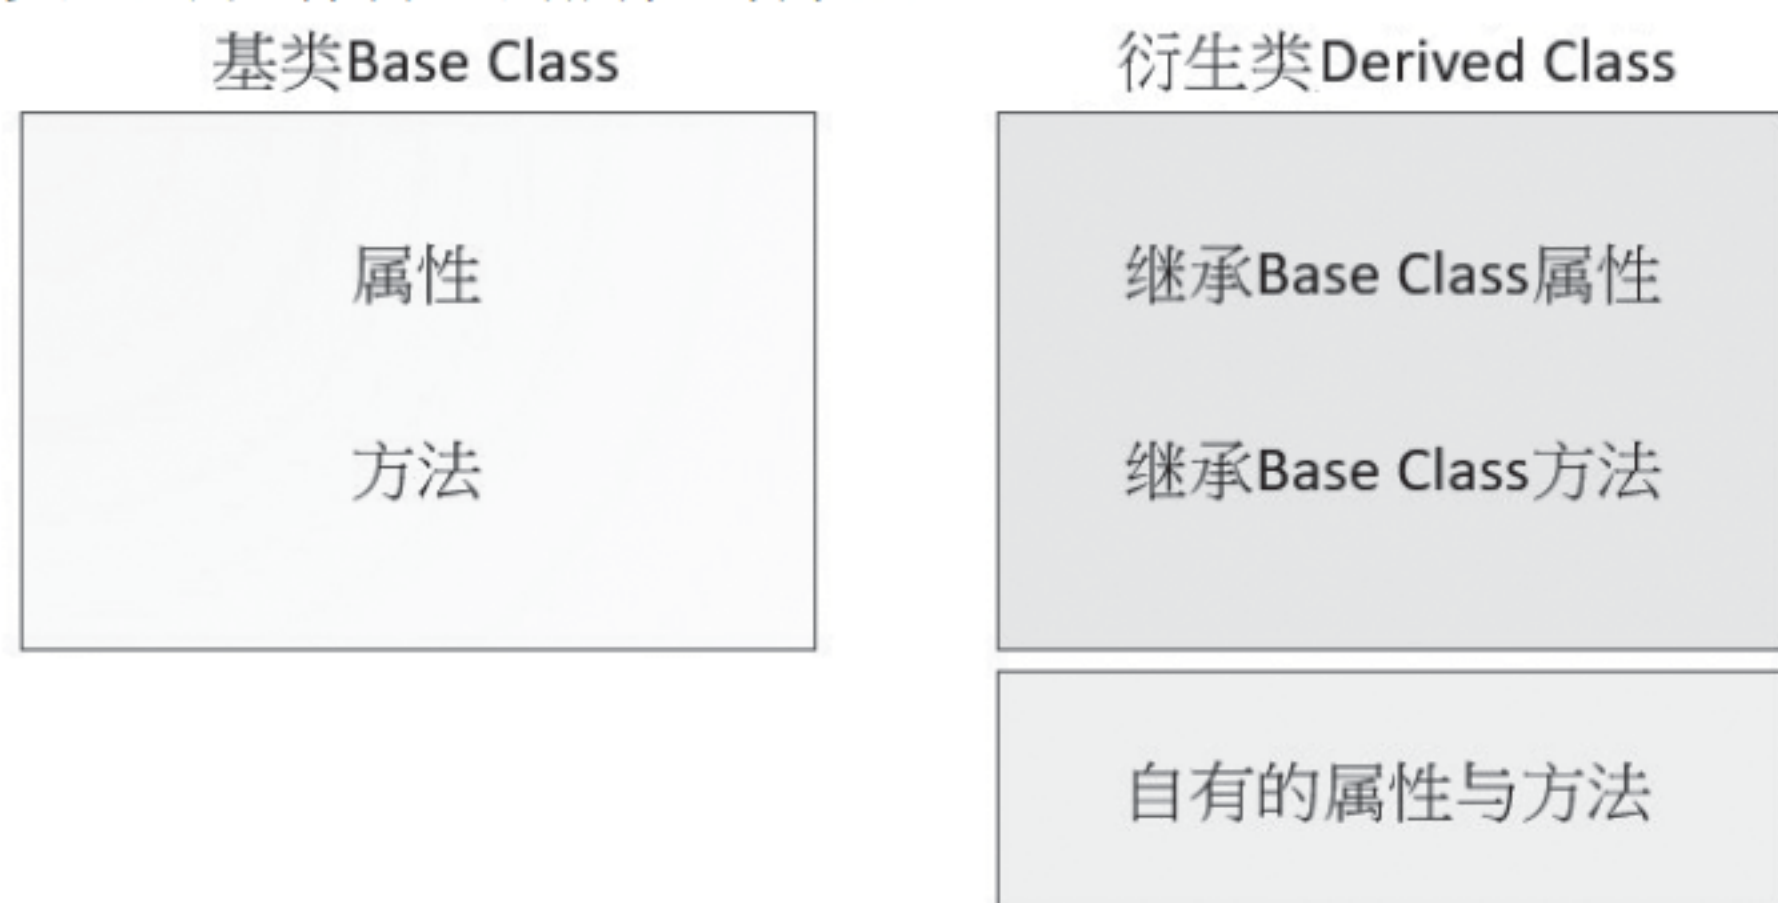 基类Base Class
属性
方法
衍生类Derived Class
继承Base Class属性
继承Base Class方法
自有的属性与方法